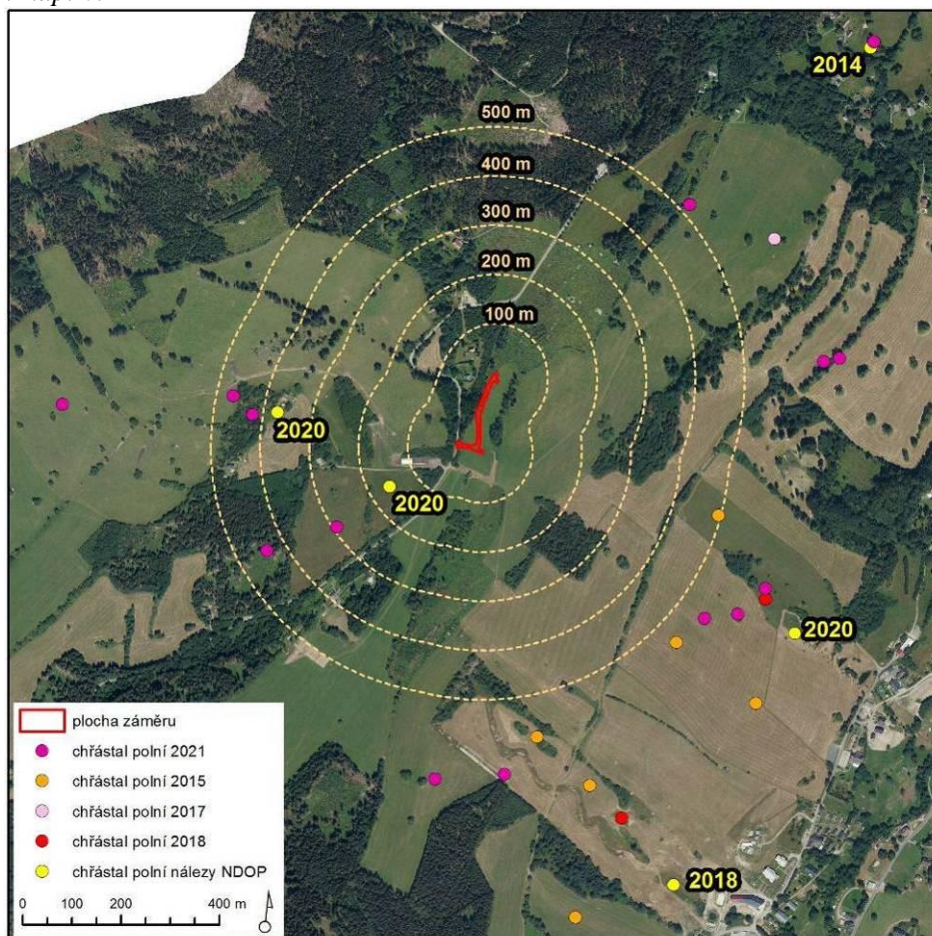 2014
500 m
400 m
300 m
200 m
100 m
2020
2020
2020
2018
plocha záměru
chřástal polní 2021
chřástal polní 2015
chřástal polní 2017
chřástal polní 2018
chřástal polní nálezy NDOP
0 100 200 400 m